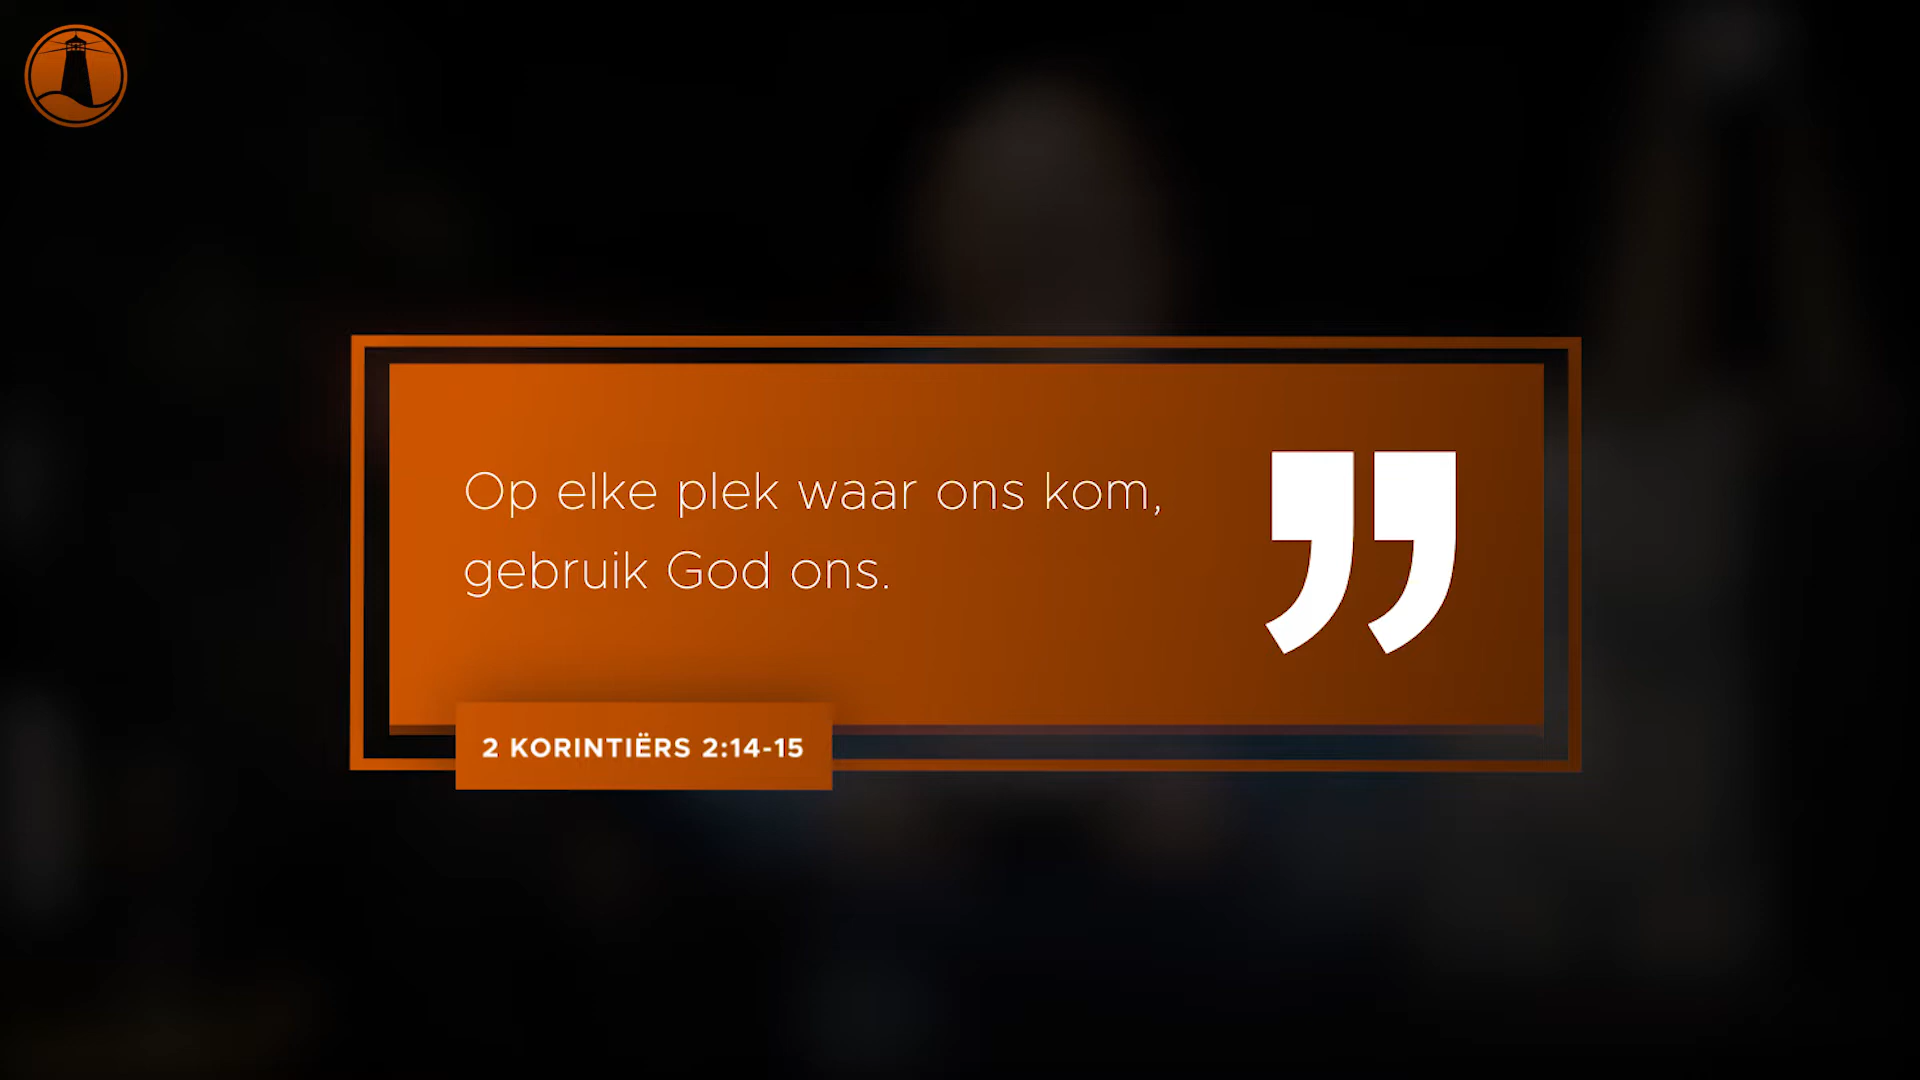 Op elke plek waar ons kom,
gebruik God ons.
2 KORINTIËRS 2:14-15